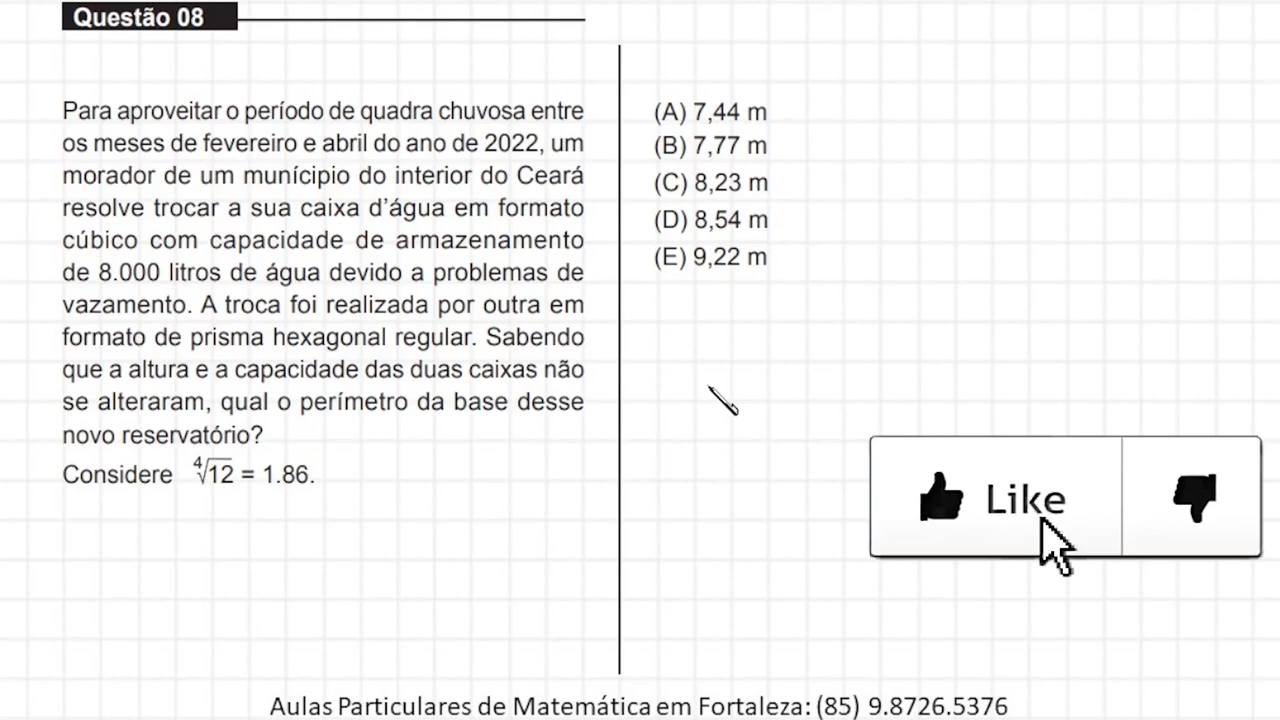 Questão 08
Para aproveitar o período de quadra chuvosa entre
os meses de fevereiro e abril do ano de 2022, um
morador de um munícipio do interior do Ceará
resolve trocar a sua caixa d'água em formato
cúbico com capacidade de armazenamento
de 8.000 litros de água devido a problemas de
vazamento. A troca foi realizada por outra em
formato de prisma hexagonal regular. Sabendo
que a altura e a capacidade das duas caixas não
se alteraram, qual o perímetro da base desse
novo reservatório?
Considere ∜12 = 1.86.
(A) 7,44 m
(B) 7,77 m
(C) 8,23 m
(D) 8,54 m
(E) 9,22 m
Like
Aulas Particulares de Matemática em Fortaleza: (85) 9.8726.5376